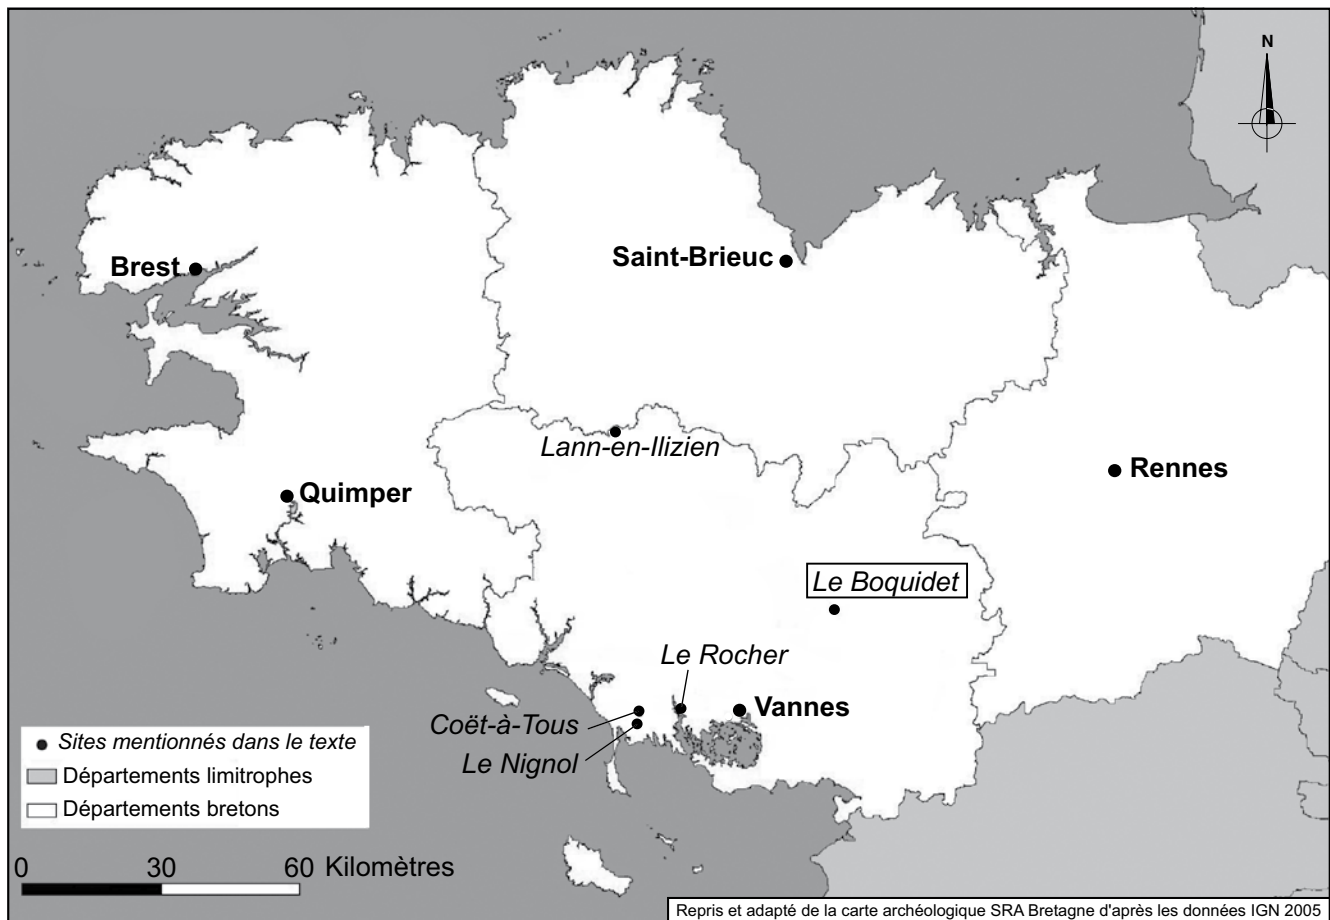 N
Brest
Saint-Brieuc
Lann-en-Ilizien
Rennes
Quimper
Le Boquidet
Le Rocher
Vannes
Coët-à-Tous
Le Nignol
Sites mentionnés dans le texte
Départements limitrophes
Départements bretons
0 30 60 Kilomètres
Repris et adapté de la carte archéologique SRA Bretagne d'après les données IGN 2005